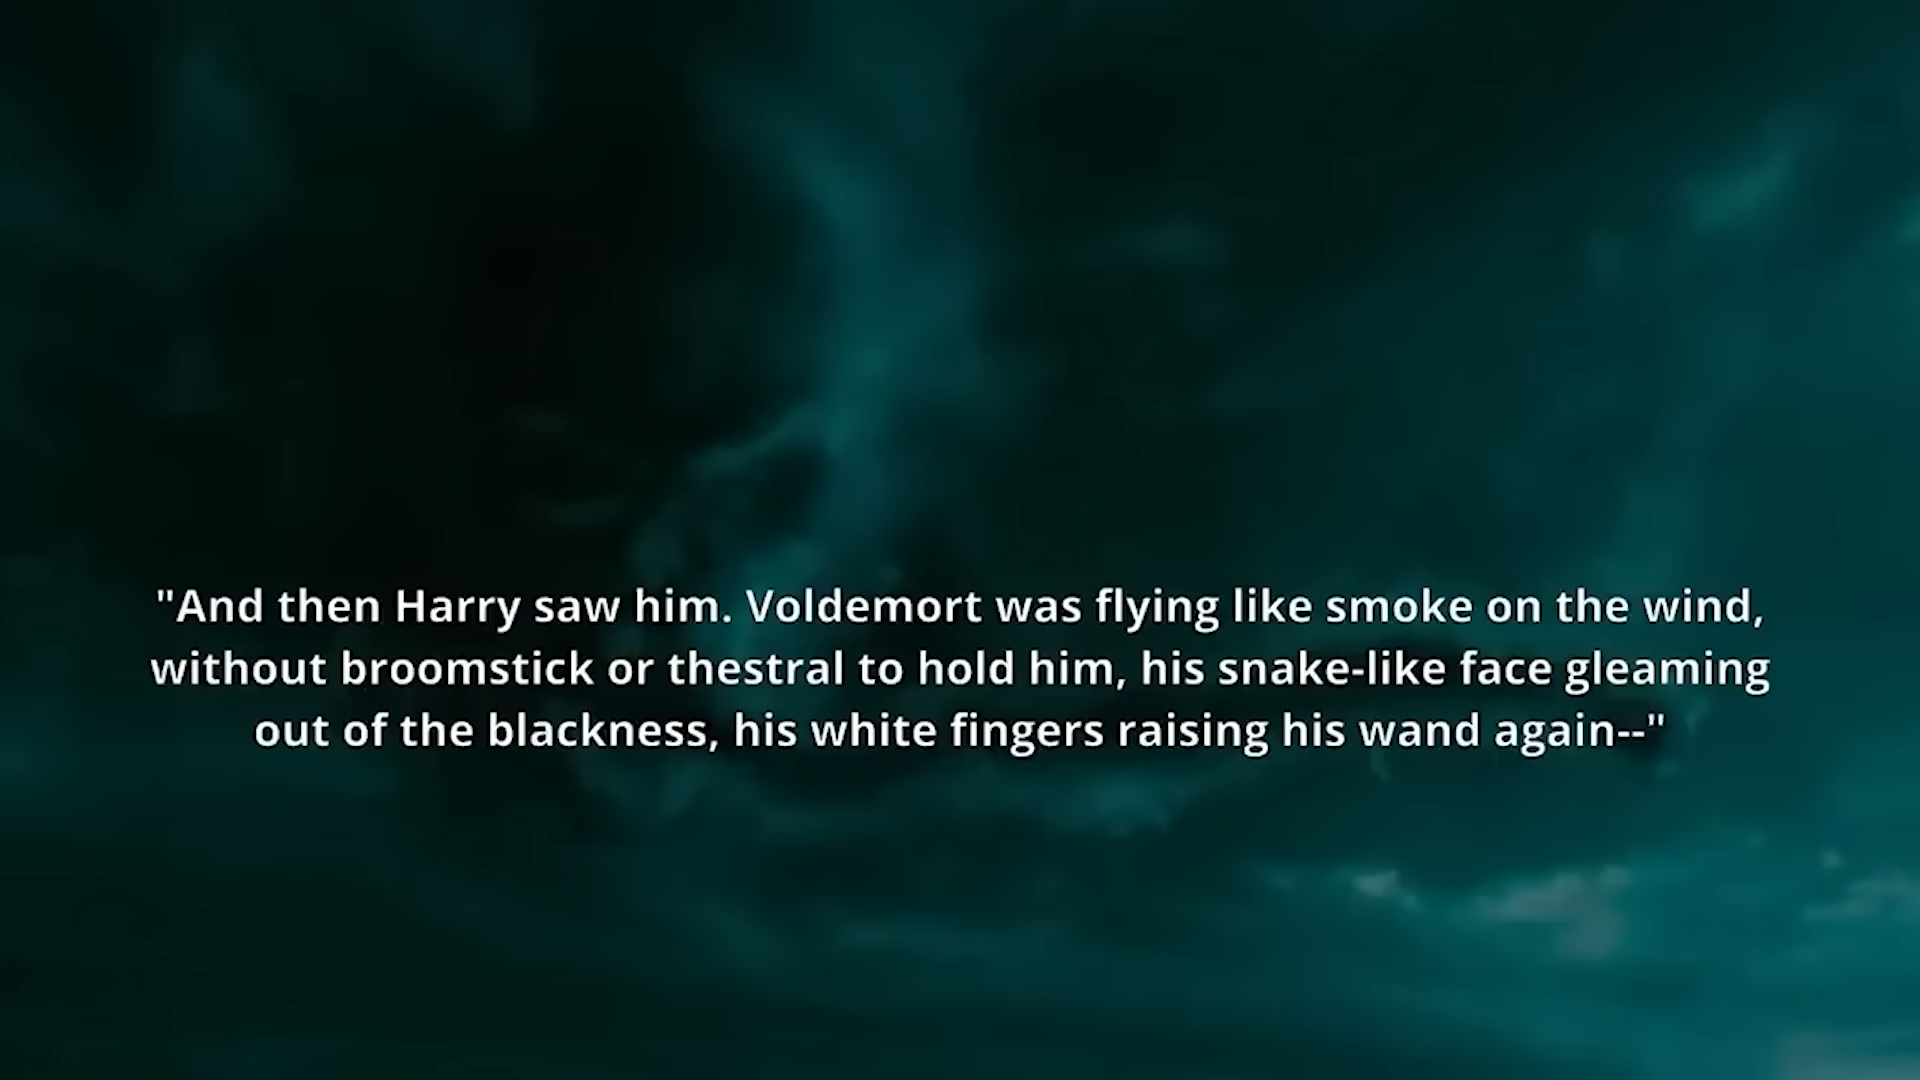 "And then Harry saw him. Voldemort was flying like smoke on the wind,
without broomstick or thestral to hold him, his snake-like face gleaming
out of the blackness, his white fingers raising his wand again--"